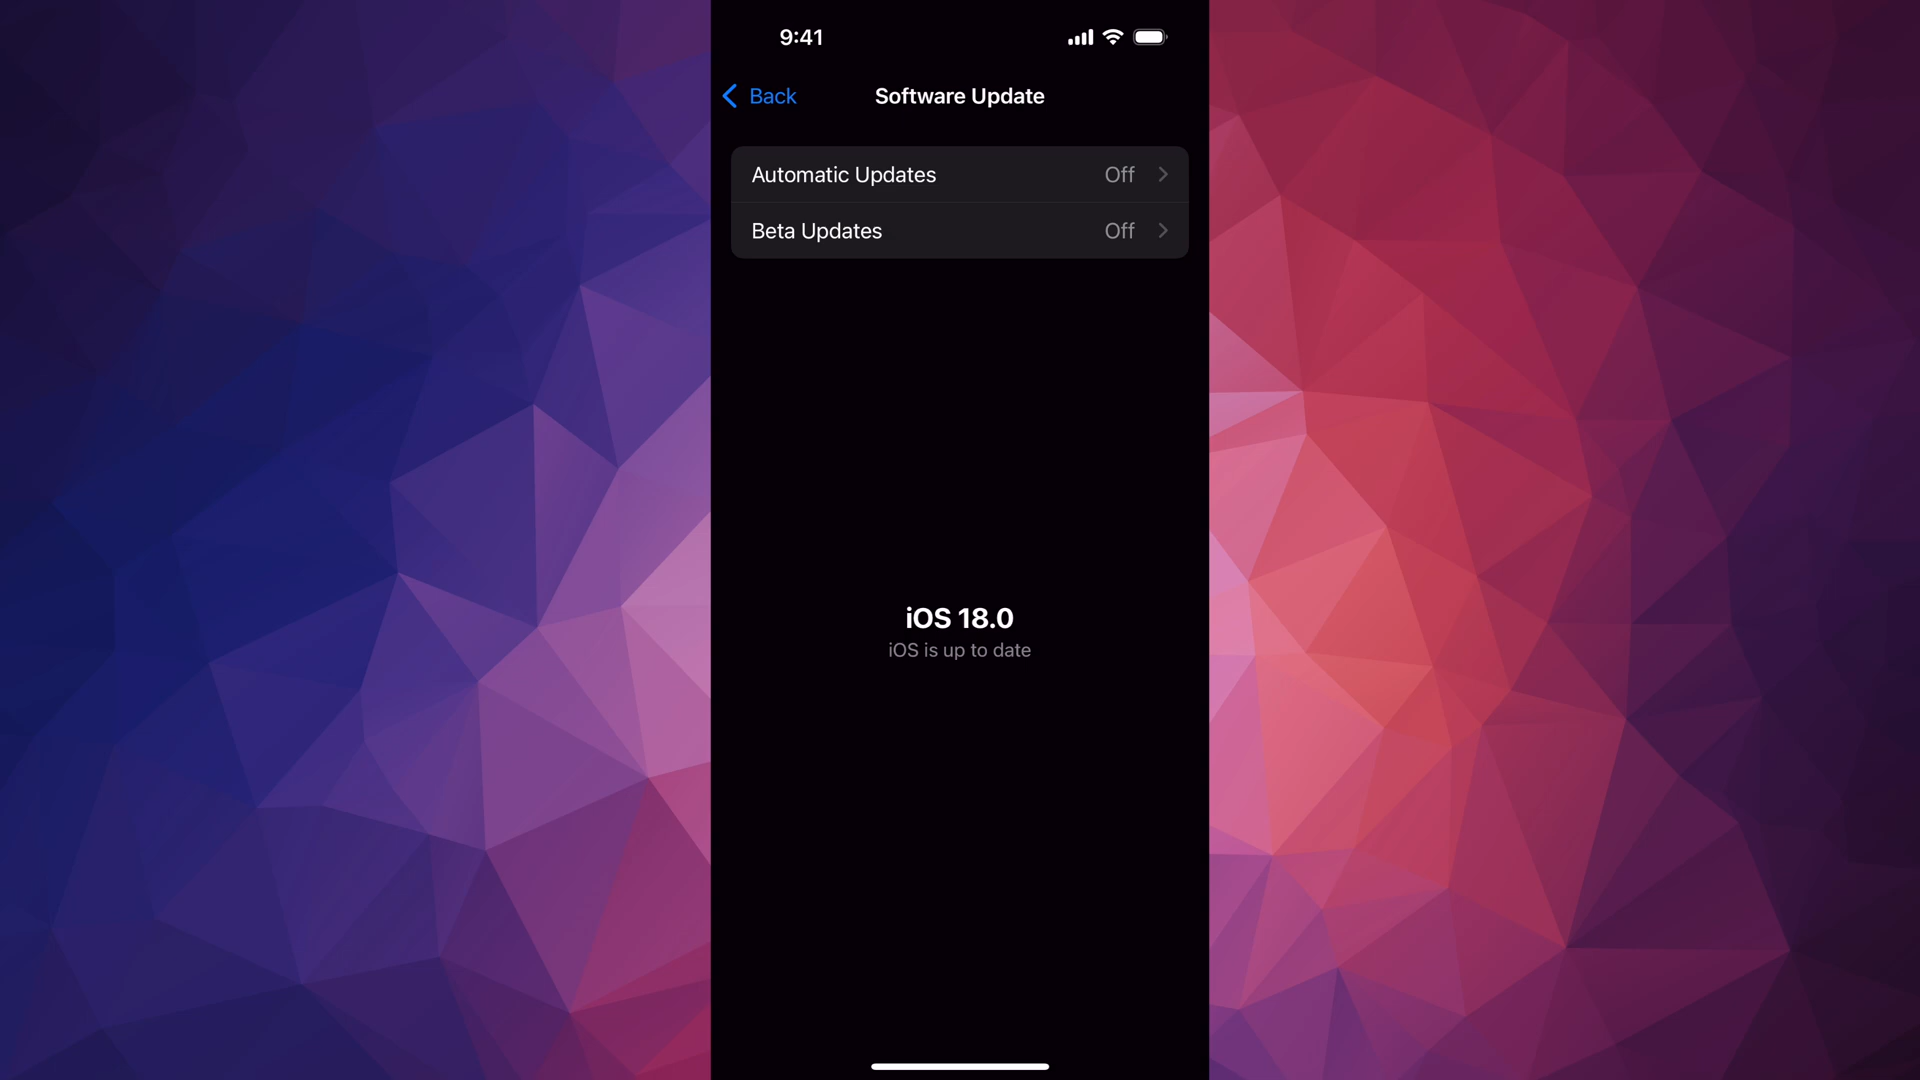 9:41
Back
Software Update
Automatic Updates Off
Beta Updates Off
iOS 18.0
iOS is up to date